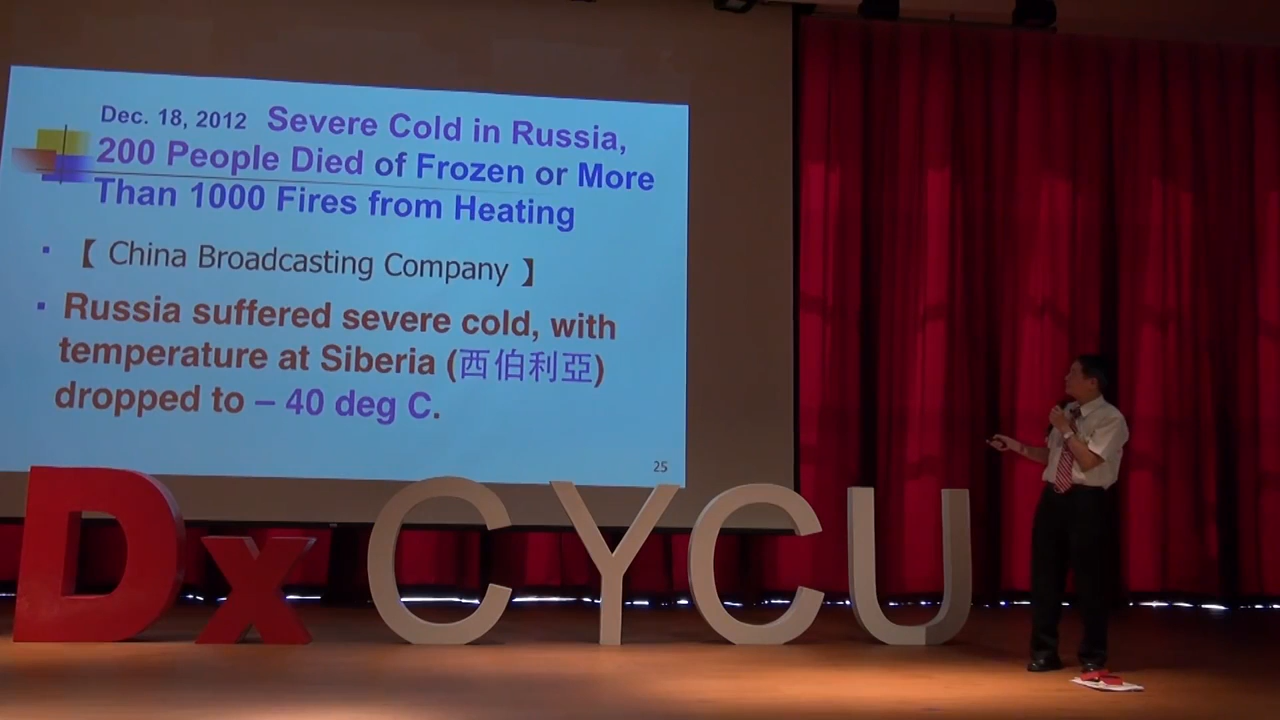 Dec. 18, 2012 Severe Cold in Russia,
200 People Died of Frozen or More
Than 1000 Fires from Heating
▪ 【 China Broadcasting Company 】
▪ Russia suffered severe cold, with
temperature at Siberia (西伯利亞)
dropped to – 40 deg C.
25
Dx CYCU